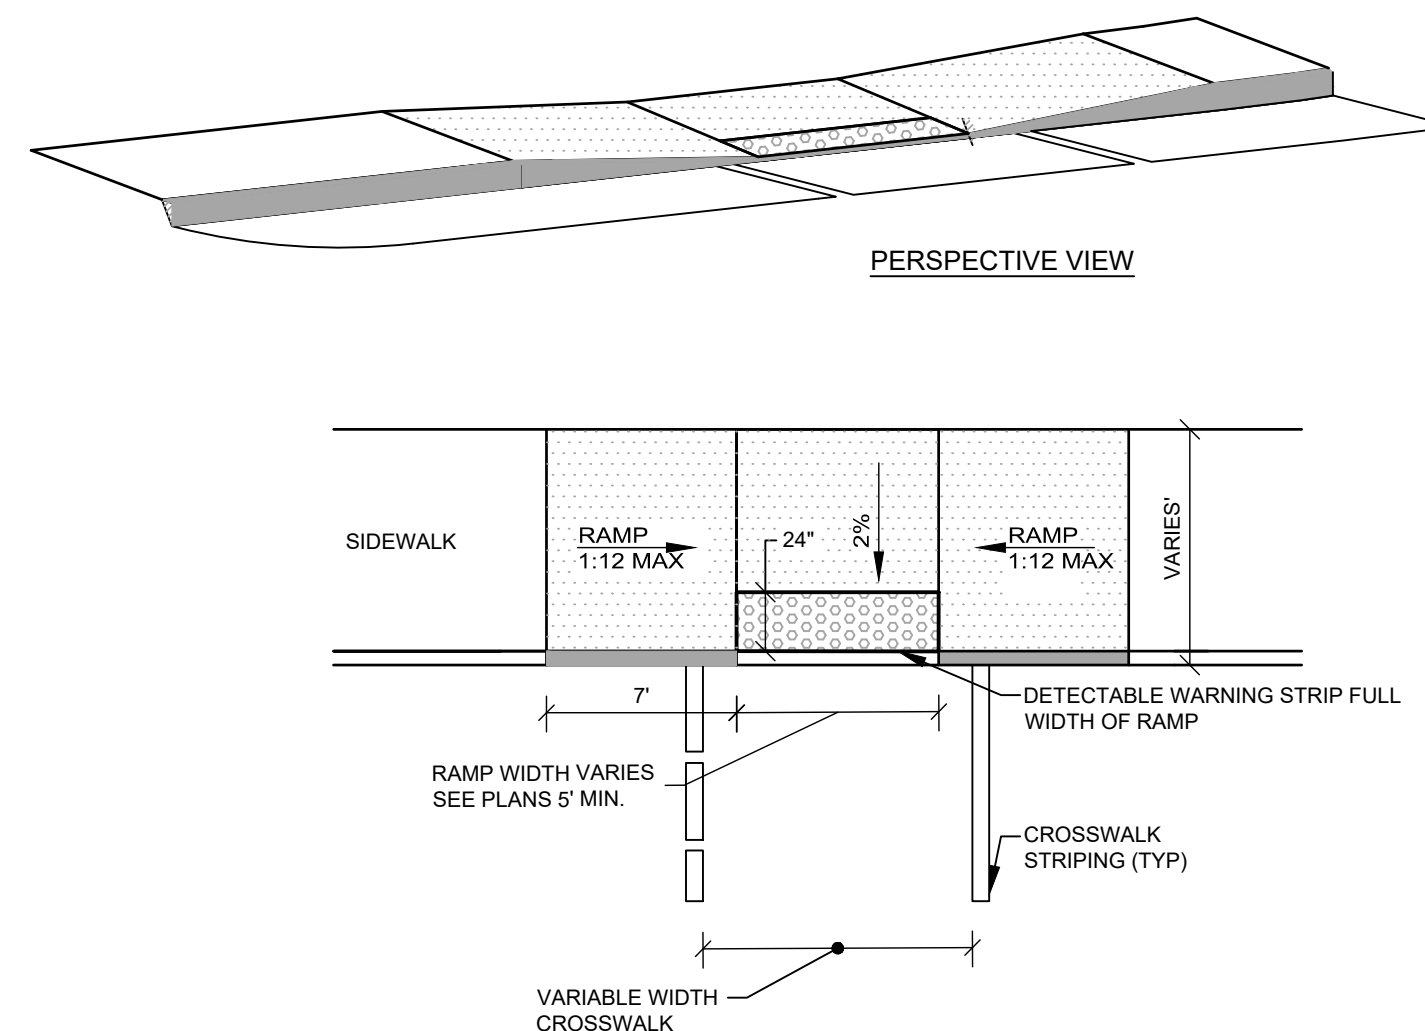 PERSPECTIVE VIEW
SIDEWALK
RAMP
1:12 MAX
24"
2%
RAMP
1:12 MAX
VARIES'
7'
DETECTABLE WARNING STRIP FULL
WIDTH OF RAMP
RAMP WIDTH VARIES
SEE PLANS 5' MIN.
CROSSWALK
STRIPING (TYP)
VARIABLE WIDTH
CROSSWALK